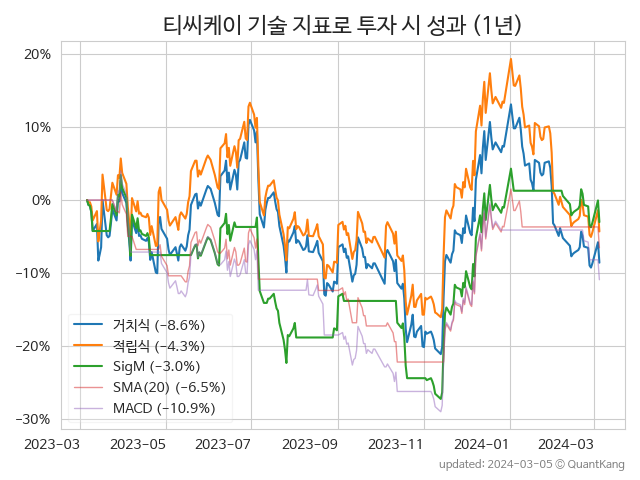 티씨케이 기술 지표로 투자 시 성과 (1년)
20%
10%
0%
−10%
−20%
−30%
거치식 (−8.6%)
적립식 (−4.3%)
SigM (−3.0%)
SMA(20) (−6.5%)
MACD (−10.9%)
2023−03 2023−05 2023−07 2023−09 2023−11 2024−01 2024−03
updated: 2024−03−05 ⓒ QuantKang